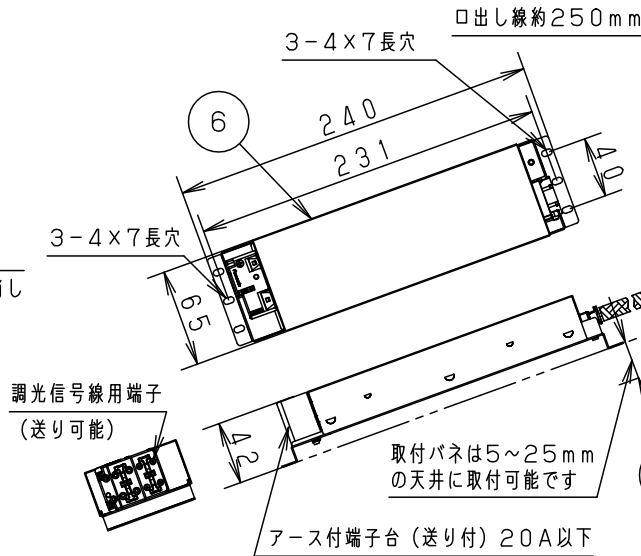 口出し線約250mm
3-4×7長穴
6
240
231
40
3-4×7長穴
し
65
調光信号線用端子
(送り可能)
42
取付バネは5~25mm
の天井に取付可能です
アース付端子台(送り付)20A以下